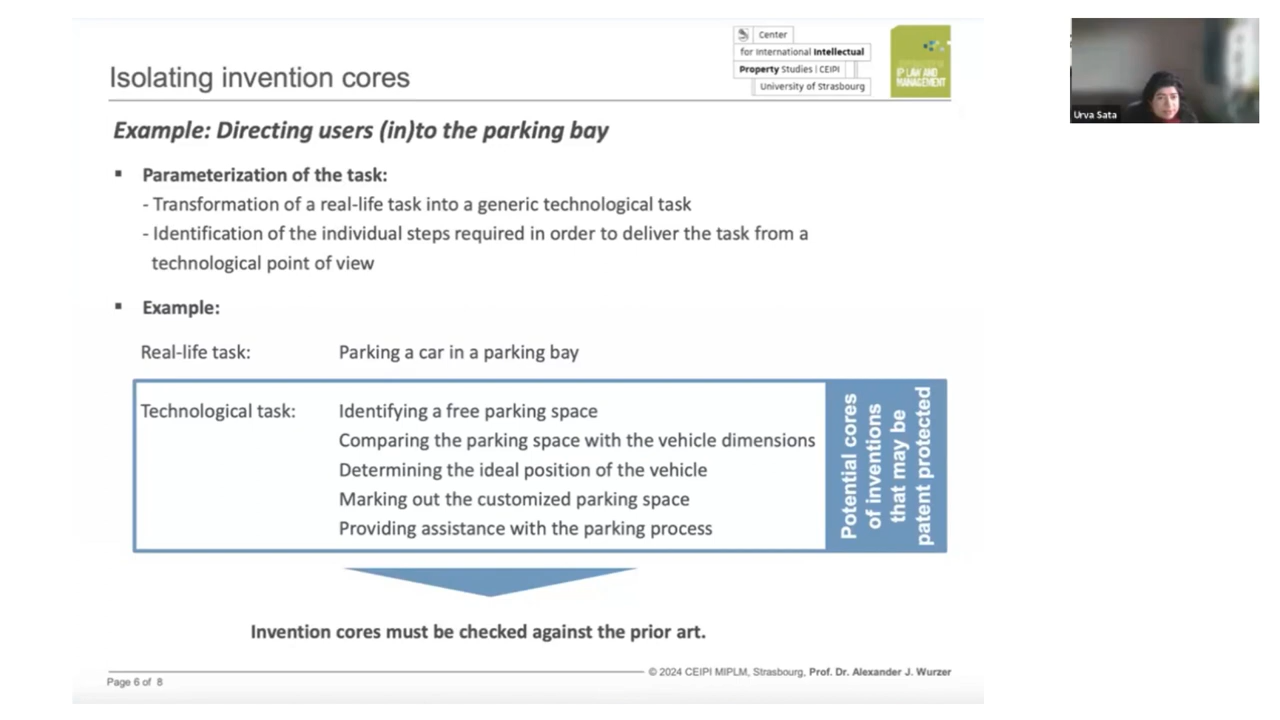 Center
for International Intellectual
Property Studies | CEIPI
University of Strasbourg
IP LAW AND
MANAGEMENT
Isolating invention cores
Example: Directing users (in)to the parking bay
▪ Parameterization of the task:
- Transformation of a real-life task into a generic technological task
- Identification of the individual steps required in order to deliver the task from a
technological point of view
▪ Example:
Real-life task: Parking a car in a parking bay
Technological task: Identifying a free parking space
Comparing the parking space with the vehicle dimensions
Determining the ideal position of the vehicle
Marking out the customized parking space
Providing assistance with the parking process
Potential cores
of inventions
that may be
patent protected
Invention cores must be checked against the prior art.
© 2024 CEIPI MIPLM, Strasbourg, Prof. Dr. Alexander J. Wurzer
Page 6 of 8
Urva Sata